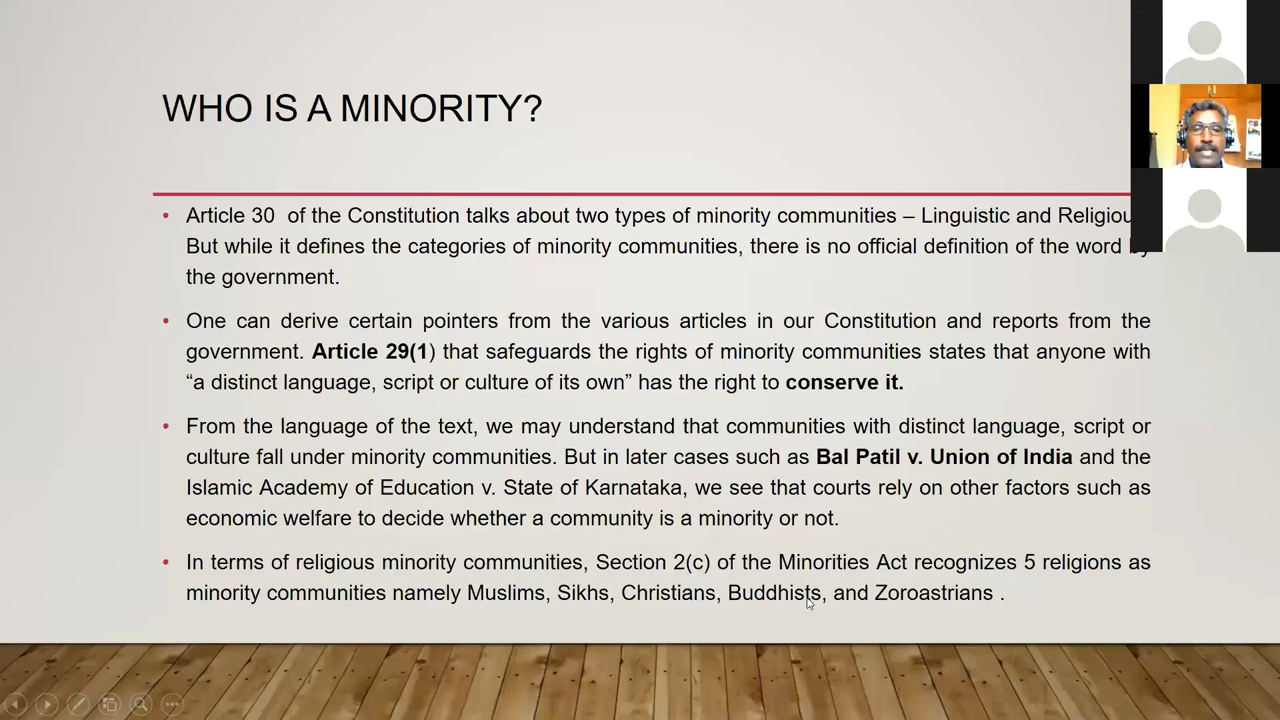 WHO IS A MINORITY?
• Article 30 of the Constitution talks about two types of minority communities – Linguistic and
But while it defines the categories of minority communities, there is no official definition of the word
the government.
• One can derive certain pointers from the various articles in our Constitution and reports from the
government. Article 29(1) that safeguards the rights of minority communities states that anyone with
“a distinct language, script or culture of its own” has the right to conserve it.
• From the language of the text, we may understand that communities with distinct language, script or
culture fall under minority communities. But in later cases such as Bal Patil v. Union of India and the
Islamic Academy of Education v. State of Karnataka, we see that courts rely on other factors such as
economic welfare to decide whether a community is a minority or not.
• In terms of religious minority communities, Section 2(c) of the Minorities Act recognizes 5 religions as
minority communities namely Muslims, Sikhs, Christians, Buddhists, and Zoroastrians .